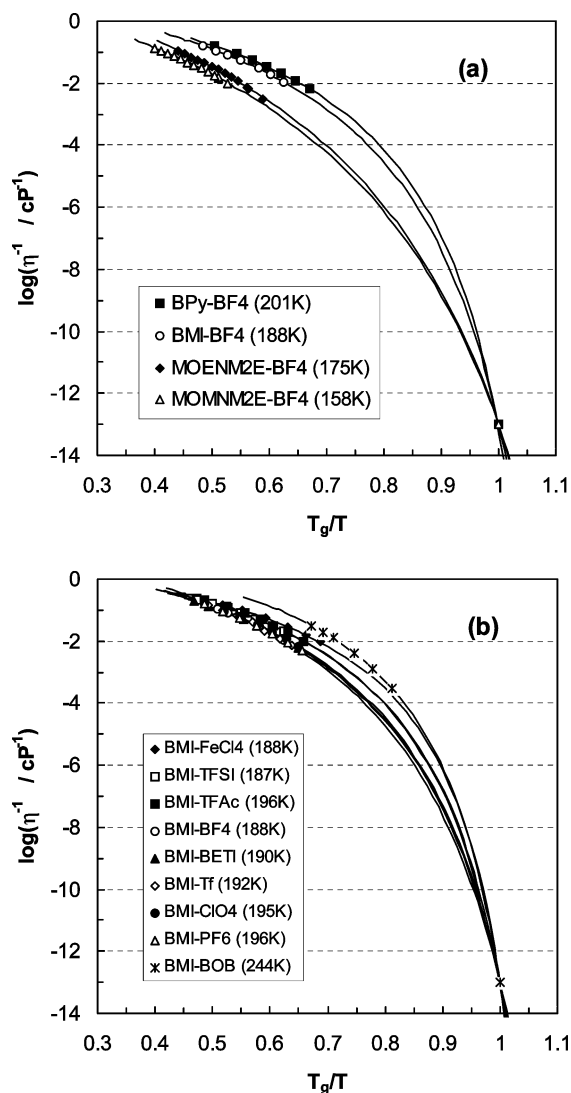 0
(a)
-2
-4
-6
log(η⁻¹ / cP⁻¹)
-8
-10
-12
-14
■ BPy-BF4 (201K)
○ BMI-BF4 (188K)
◆ MOENM2E-BF4 (175K)
△ MOMNM2E-BF4 (158K)
0.3 0.4 0.5 0.6 0.7 0.8 0.9 1 1.1
Tg/T
0
(b)
-2
-4
-6
log(η⁻¹ / cP⁻¹)
-8
-10
-12
-14
◆ BMI-FeCl4 (188K)
□ BMI-TFSI (187K)
■ BMI-TFAc (196K)
○ BMI-BF4 (188K)
▲ BMI-BETI (190K)
◇ BMI-Tf (192K)
● BMI-ClO4 (195K)
△ BMI-PF6 (196K)
✳ BMI-BOB (244K)
0.3 0.4 0.5 0.6 0.7 0.8 0.9 1 1.1
Tg/T